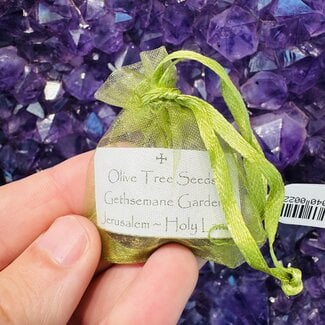 Olive Tree Seeds
Gethsemane Garden
Jerusalem ~ Holy